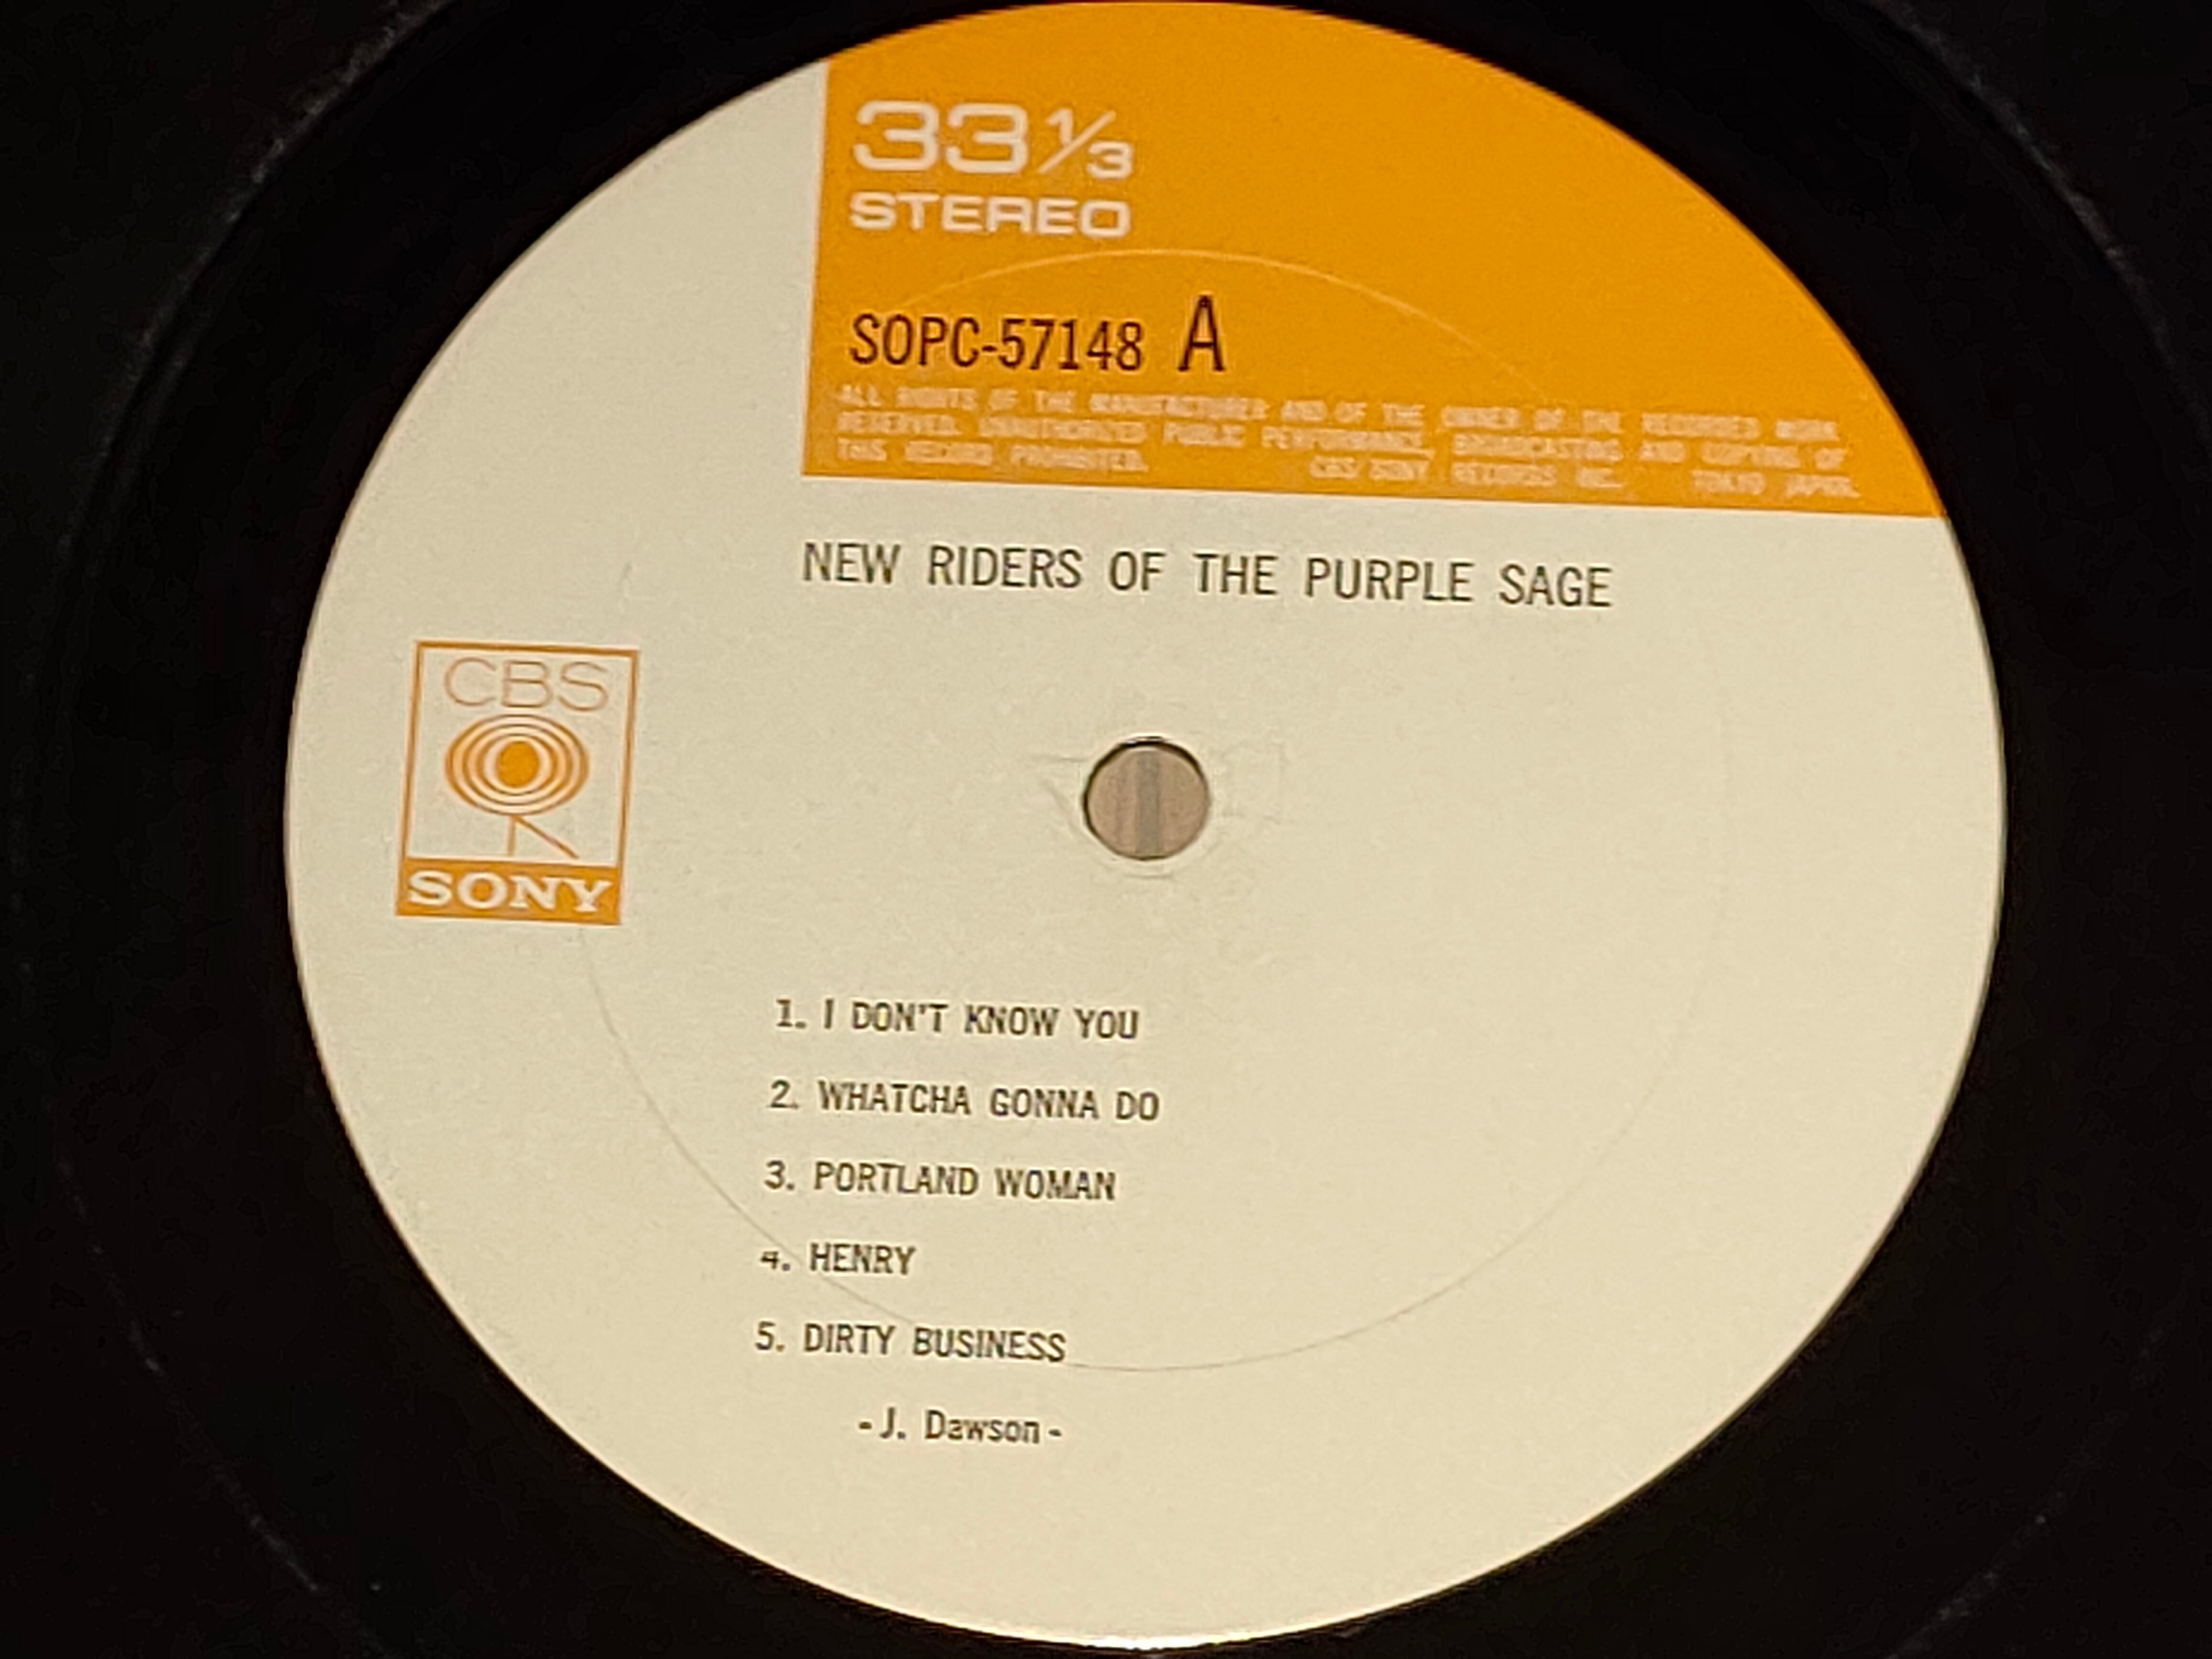 33 1/3
STEREO
SOPC-57148 A
ALL RIGHTS OF THE MANUFACTURER AND OF THE OWNER OF THE RECORDED WORK
RESERVED. UNAUTHORIZED PUBLIC PERFORMANCE, BROADCASTING AND COPYING OF
THIS RECORD PROHIBITED. CBS/SONY RECORDS INC. TOKYO JAPAN.
NEW RIDERS OF THE PURPLE SAGE
CBS
SONY
1. I DON'T KNOW YOU
2. WHATCHA GONNA DO
3. PORTLAND WOMAN
4. HENRY
5. DIRTY BUSINESS
-J. Dawson-